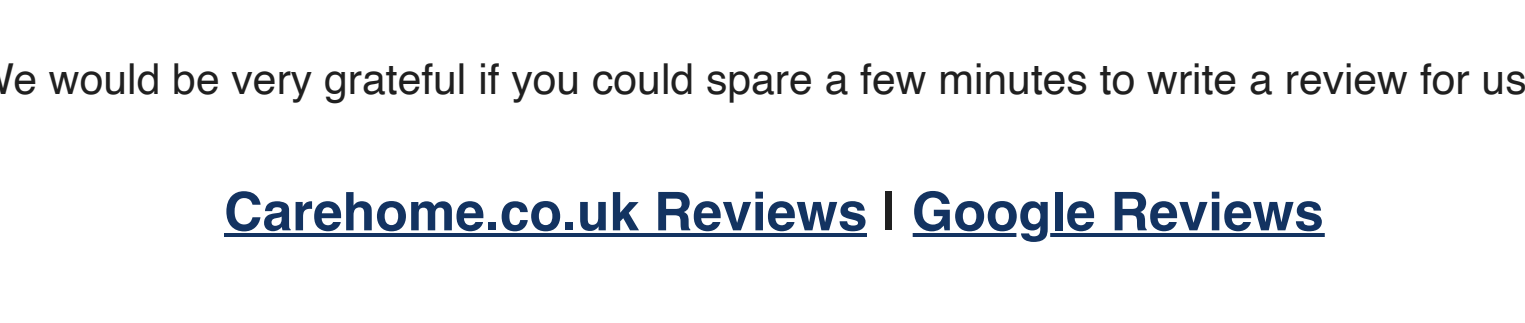 We would be very grateful if you could spare a few minutes to write a review for us
Carehome.co.uk Reviews | Google Reviews